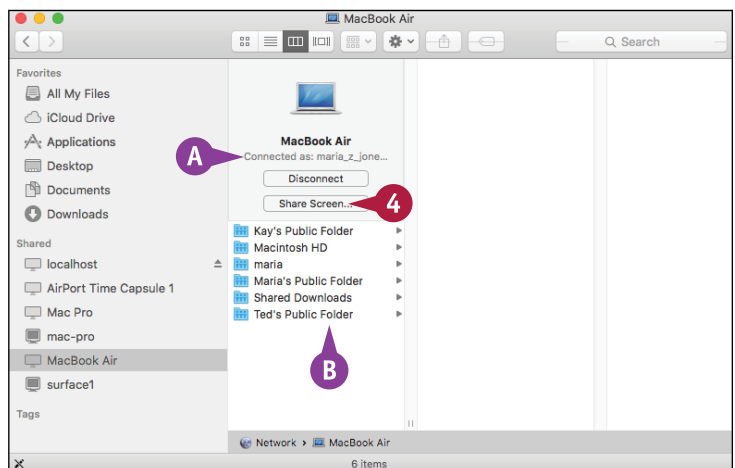 MacBook Air
Search
Favorites
All My Files
iCloud Drive
Applications
Desktop
Documents
Downloads
Shared
localhost
AirPort Time Capsule 1
Mac Pro
mac-pro
MacBook Air
surface1
Tags
MacBook Air
A
Connected as: maria_z_jone...
Disconnect
Share Screen...
4
Kay's Public Folder
Macintosh HD
maria
Maria's Public Folder
Shared Downloads
Ted's Public Folder
B
Network › MacBook Air
6 items